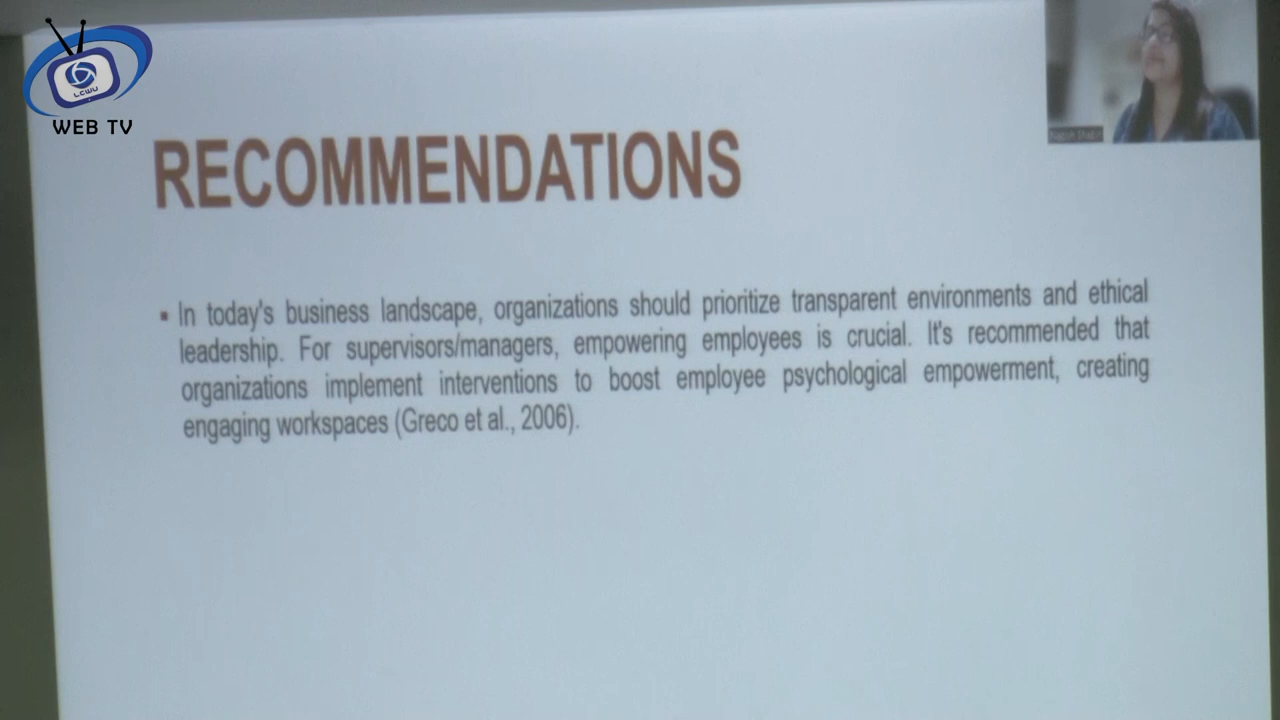 LCWU
WEB TV
RECOMMENDATIONS
▪ In today's business landscape, organizations should prioritize transparent environments and ethical
leadership. For supervisors/managers, empowering employees is crucial. It's recommended that
organizations implement interventions to boost employee psychological empowerment, creating
engaging workspaces (Greco et al., 2006).